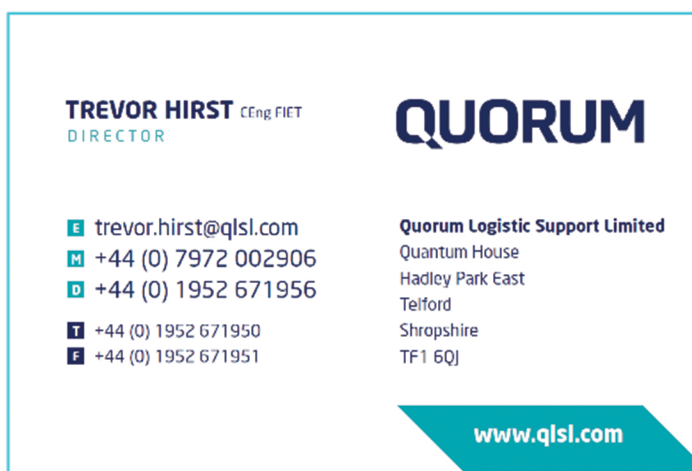 TREVOR HIRST CEng FIET
DIRECTOR
QUORUM
E trevor.hirst@qlsl.com
M +44 (0) 7972 002906
D +44 (0) 1952 671956
T +44 (0) 1952 671950
F +44 (0) 1952 671951
Quorum Logistic Support Limited
Quantum House
Hadley Park East
Telford
Shropshire
TF1 6QJ
www.qlsl.com